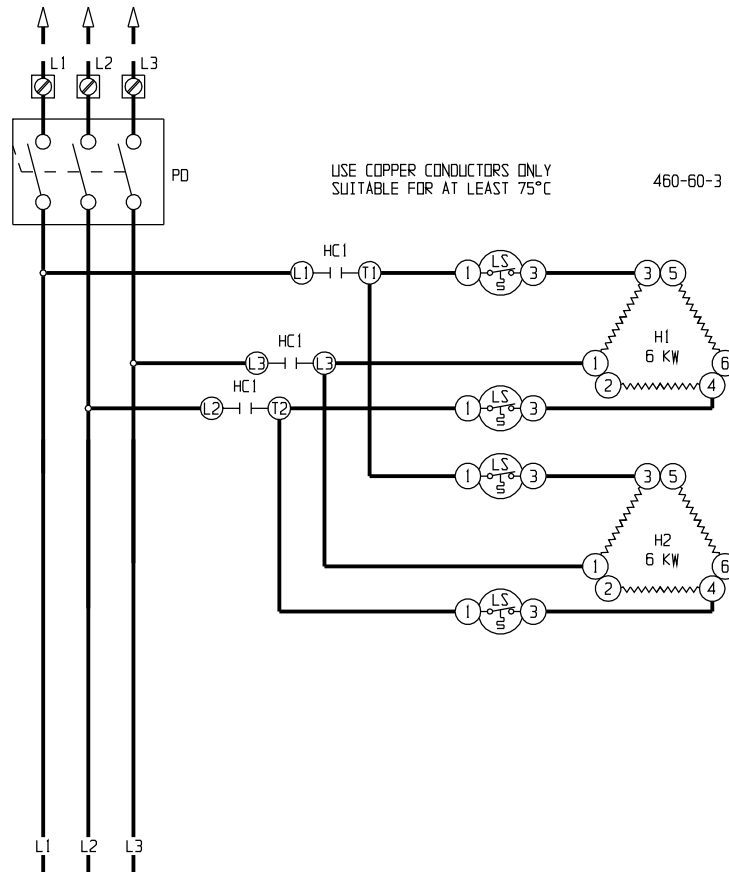 L1 L2 L3
PD
USE COPPER CONDUCTORS ONLY
SUITABLE FOR AT LEAST 75°C
460-60-3
HC1
L1 T1 1 LS 3 3 5
H1
6 KW
HC1
L3 L3 1 6
2 4
HC1
L2 T2 1 LS 3
1 LS 3 3 5
H2
6 KW
1 6
2 4
1 LS 3
L1 L2 L3